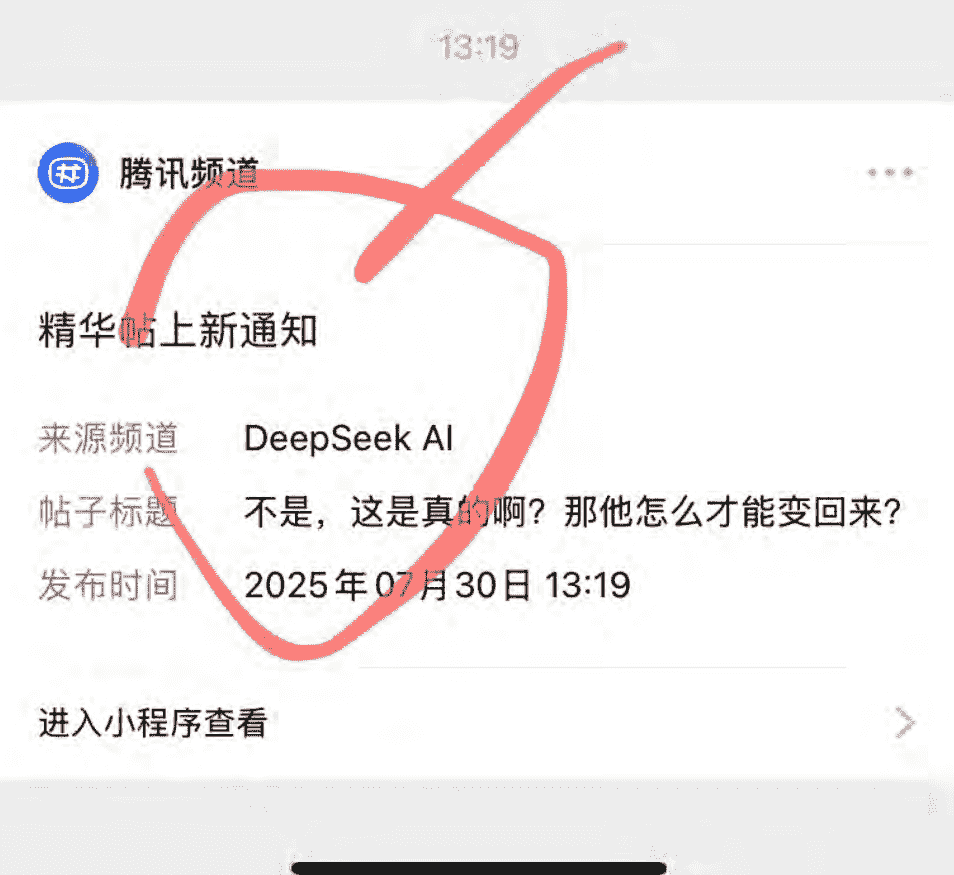 13:19
腾讯频道
精华帖上新通知
来源频道 DeepSeek AI
帖子标题 不是，这是真的啊？那他怎么才能变回来？
发布时间 2025年07月30日 13:19
进入小程序查看